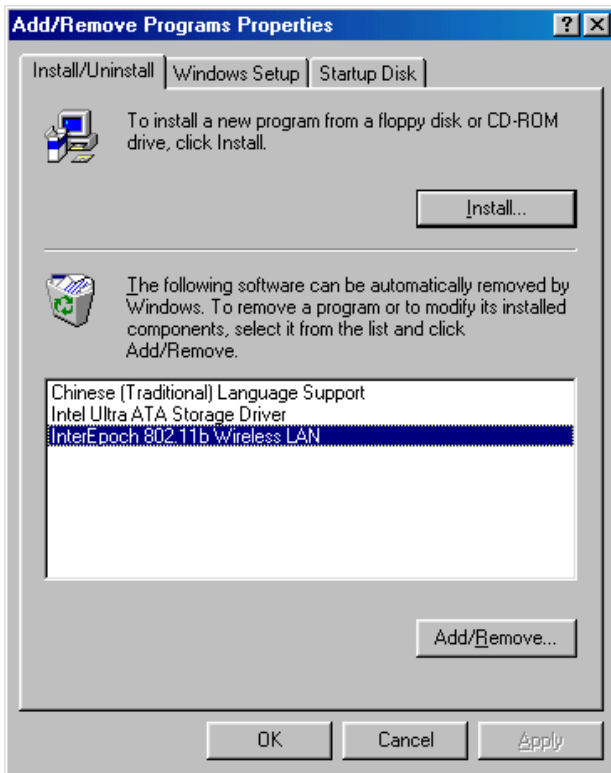 Add/Remove Programs Properties
Install/Uninstall
Windows Setup
Startup Disk
To install a new program from a floppy disk or CD-ROM
drive, click Install.
Install...
The following software can be automatically removed by
Windows. To remove a program or to modify its installed
components, select it from the list and click
Add/Remove.
Chinese (Traditional) Language Support
Intel Ultra ATA Storage Driver
InterEpoch 802.11b Wireless LAN
Add/Remove...
OK
Cancel
Apply